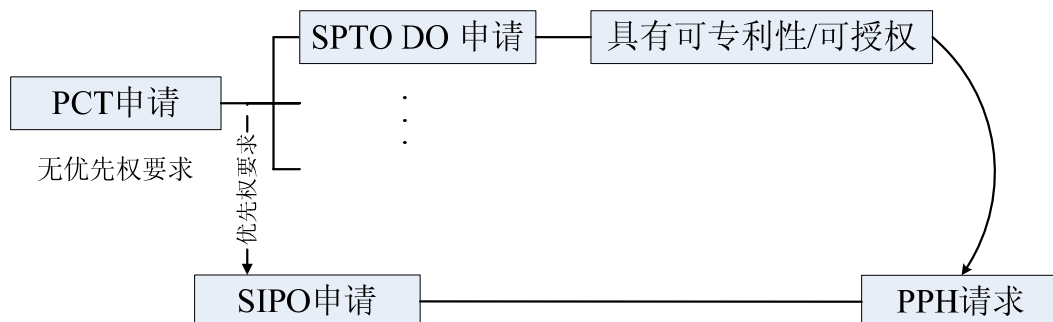 SPTO DO 申请
具有可专利性/可授权
PCT申请
无优先权要求
优先权要求
SIPO申请
PPH请求